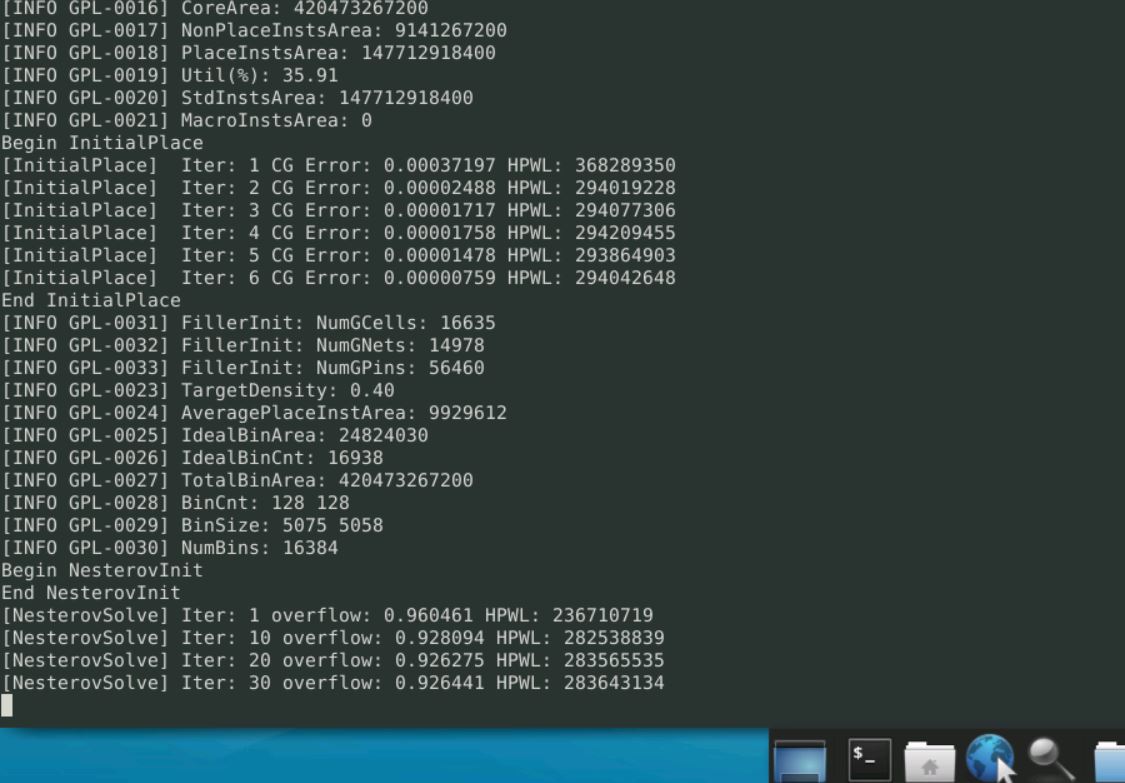 [INFO GPL-0016] CoreArea: 420473267200
[INFO GPL-0017] NonPlaceInstsArea: 9141267200
[INFO GPL-0018] PlaceInstsArea: 147712918400
[INFO GPL-0019] Util(%): 35.91
[INFO GPL-0020] StdInstsArea: 147712918400
[INFO GPL-0021] MacroInstsArea: 0
Begin InitialPlace
[InitialPlace]  Iter: 1 CG Error: 0.00037197 HPWL: 368289350
[InitialPlace]  Iter: 2 CG Error: 0.00002488 HPWL: 294019228
[InitialPlace]  Iter: 3 CG Error: 0.00001717 HPWL: 294077306
[InitialPlace]  Iter: 4 CG Error: 0.00001758 HPWL: 294209455
[InitialPlace]  Iter: 5 CG Error: 0.00001478 HPWL: 293864903
[InitialPlace]  Iter: 6 CG Error: 0.00000759 HPWL: 294042648
End InitialPlace
[INFO GPL-0031] FillerInit: NumGCells: 16635
[INFO GPL-0032] FillerInit: NumGNets: 14978
[INFO GPL-0033] FillerInit: NumGPins: 56460
[INFO GPL-0023] TargetDensity: 0.40
[INFO GPL-0024] AveragePlaceInstArea: 9929612
[INFO GPL-0025] IdealBinArea: 24824030
[INFO GPL-0026] IdealBinCnt: 16938
[INFO GPL-0027] TotalBinArea: 420473267200
[INFO GPL-0028] BinCnt: 128 128
[INFO GPL-0029] BinSize: 5075 5058
[INFO GPL-0030] NumBins: 16384
Begin NesterovInit
End NesterovInit
[NesterovSolve] Iter: 1 overflow: 0.960461 HPWL: 236710719
[NesterovSolve] Iter: 10 overflow: 0.928094 HPWL: 282538839
[NesterovSolve] Iter: 20 overflow: 0.926275 HPWL: 283565535
[NesterovSolve] Iter: 30 overflow: 0.926441 HPWL: 283643134
$_